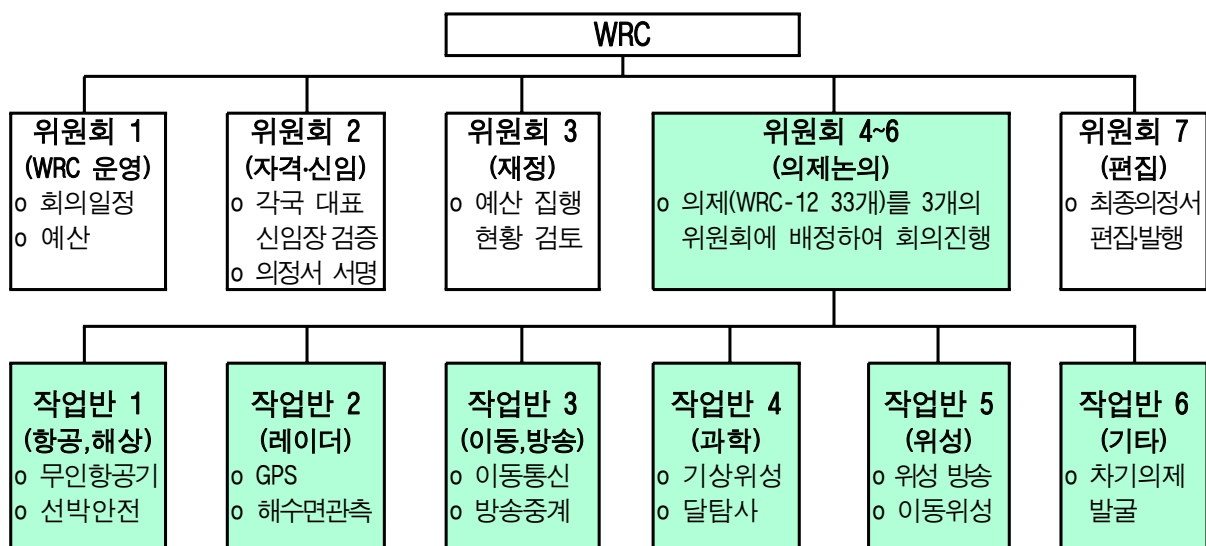 WRC
위원회 1
(WRC 운영)
o 회의일정
o 예산
위원회 2
(자격·신임)
o 각국 대표
신임장 검증
o 의정서 서명
위원회 3
(재정)
o 예산 집행
현황 검토
위원회 4~6
(의제논의)
o 의제(WRC-12 33개)를 3개의
위원회에 배정하여 회의진행
위원회 7
(편집)
o 최종의정서
편집·발행
작업반 1
(항공,해상)
o 무인항공기
o 선박안전
작업반 2
(레이더)
o GPS
o 해수면관측
작업반 3
(이동,방송)
o 이동통신
o 방송중계
작업반 4
(과학)
o 기상위성
o 달탐사
작업반 5
(위성)
o 위성 방송
o 이동위성
작업반 6
(기타)
o 차기의제
발굴